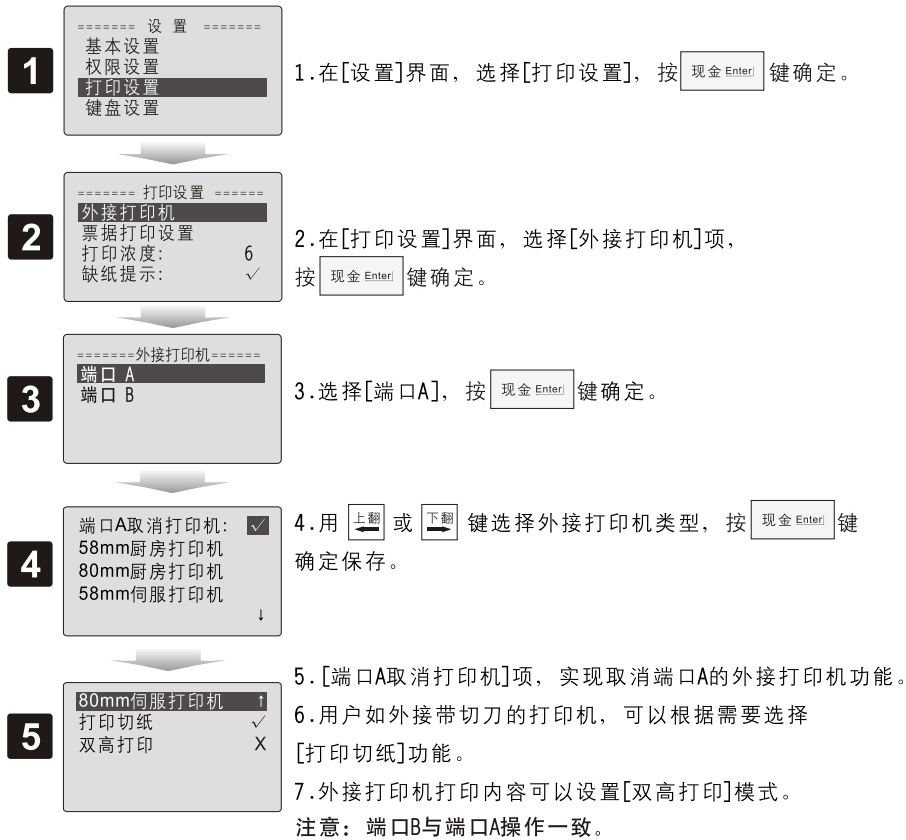 1
======= 设 置 =======
基本设置
权限设置
打印设置
键盘设置
1.在[设置]界面，选择[打印设置]，按 现金 Enter 键确定。
2
======= 打印设置 ======
外接打印机
票据打印设置
打印浓度: 6
缺纸提示: √
2.在[打印设置]界面，选择[外接打印机]项，
按 现金 Enter 键确定。
3
=======外接打印机======
端口 A
端口 B
3.选择[端口A]，按 现金 Enter 键确定。
4
端口A取消打印机: √
58mm厨房打印机
80mm厨房打印机
58mm伺服打印机
↓
4.用 上翻 或 下翻 键选择外接打印机类型，按 现金 Enter 键
确定保存。
5
80mm伺服打印机 ↑
打印切纸 √
双高打印 X
5.[端口A取消打印机]项，实现取消端口A的外接打印机功能。
6.用户如外接带切刀的打印机，可以根据需要选择
[打印切纸]功能。
7.外接打印机打印内容可以设置[双高打印]模式。
注意：端口B与端口A操作一致。